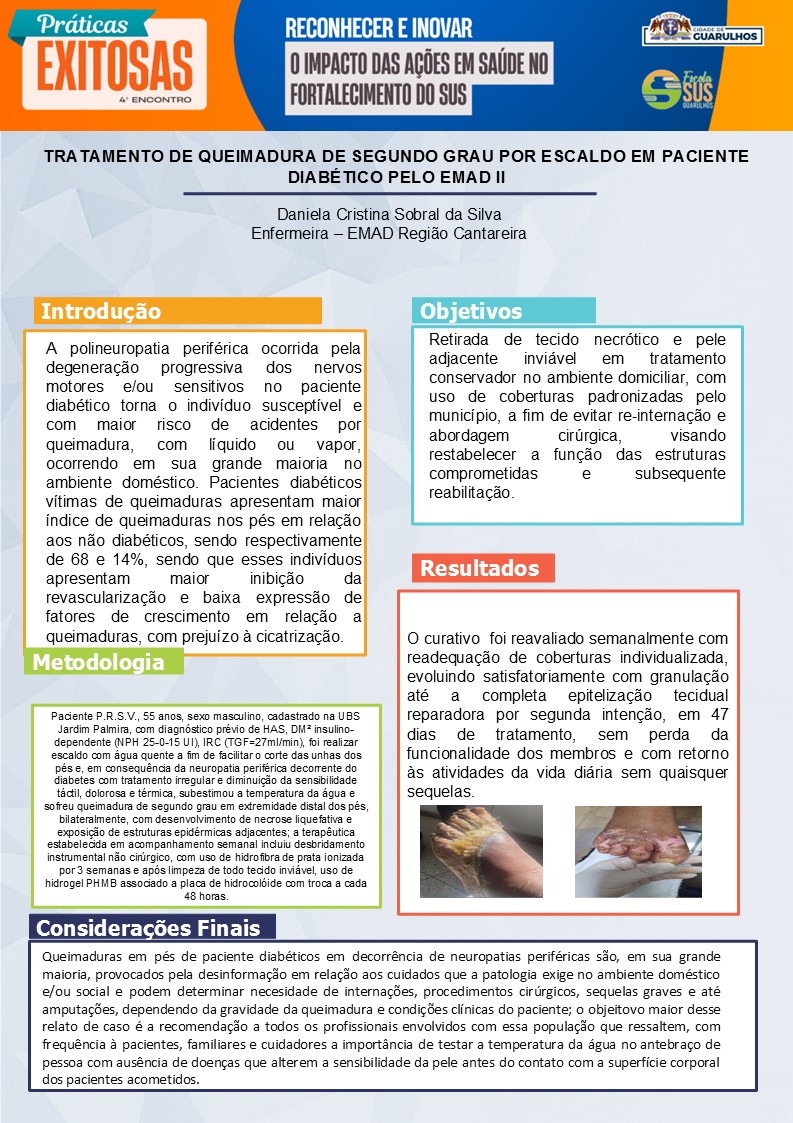 Práticas
EXITOSAS
4º ENCONTRO
RECONHECER E INOVAR
O IMPACTO DAS AÇÕES EM SAÚDE NO
FORTALECIMENTO DO SUS
CIDADE DE
GUARULHOS
Escola
SUS
GUARULHOS
TRATAMENTO DE QUEIMADURA DE SEGUNDO GRAU POR ESCALDO EM PACIENTE
DIABÉTICO PELO EMAD II
Daniela Cristina Sobral da Silva
Enfermeira – EMAD Região Cantareira
Introdução
A polineuropatia periférica ocorrida pela
degeneração progressiva dos nervos
motores e/ou sensitivos no paciente
diabético torna o indivíduo susceptível e
com maior risco de acidentes por
queimadura, com líquido ou vapor,
ocorrendo em sua grande maioria no
ambiente doméstico. Pacientes diabéticos
vítimas de queimaduras apresentam maior
índice de queimaduras nos pés em relação
aos não diabéticos, sendo respectivamente
de 68 e 14%, sendo que esses indivíduos
apresentam maior inibição da
revascularização e baixa expressão de
fatores de crescimento em relação a
queimaduras, com prejuízo à cicatrização.
Metodologia
Paciente P.R.S.V., 55 anos, sexo masculino, cadastrado na UBS
Jardim Palmira, com diagnóstico prévio de HAS, DM² insulino-
dependente (NPH 25-0-15 UI), IRC (TGF=27ml/min), foi realizar
escaldo com água quente a fim de facilitar o corte das unhas dos
pés e, em consequência da neuropatia periférica decorrente do
diabetes com tratamento irregular e diminuição da sensibilidade
táctil, dolorosa e térmica, subestimou a temperatura da água e
sofreu queimadura de segundo grau em extremidade distal dos pés,
bilateralmente, com desenvolvimento de necrose liquefativa e
exposição de estruturas epidérmicas adjacentes; a terapêutica
estabelecida em acompanhamento semanal incluiu desbridamento
instrumental não cirúrgico, com uso de hidrofibra de prata ionizada
por 3 semanas e após limpeza de todo tecido inviável, uso de
hidrogel PHMB associado a placa de hidrocolóide com troca a cada
48 horas.
Objetivos
Retirada de tecido necrótico e pele
adjacente inviável em tratamento
conservador no ambiente domiciliar, com
uso de coberturas padronizadas pelo
município, a fim de evitar re-internação e
abordagem cirúrgica, visando
restabelecer a função das estruturas
comprometidas e subsequente
reabilitação.
Resultados
O curativo foi reavaliado semanalmente com
readequação de coberturas individualizada,
evoluindo satisfatoriamente com granulação
até a completa epitelização tecidual
reparadora por segunda intenção, em 47
dias de tratamento, sem perda da
funcionalidade dos membros e com retorno
às atividades da vida diária sem quaisquer
sequelas.
Considerações Finais
Queimaduras em pés de paciente diabéticos em decorrência de neuropatias periféricas são, em sua grande
maioria, provocados pela desinformação em relação aos cuidados que a patologia exige no ambiente doméstico
e/ou social e podem determinar necessidade de internações, procedimentos cirúrgicos, sequelas graves e até
amputações, dependendo da gravidade da queimadura e condições clínicas do paciente; o objeitovo maior desse
relato de caso é a recomendação a todos os profissionais envolvidos com essa população que ressaltem, com
frequência à pacientes, familiares e cuidadores a importância de testar a temperatura da água no antebraço de
pessoa com ausência de doenças que alterem a sensibilidade da pele antes do contato com a superfície corporal
dos pacientes acometidos.